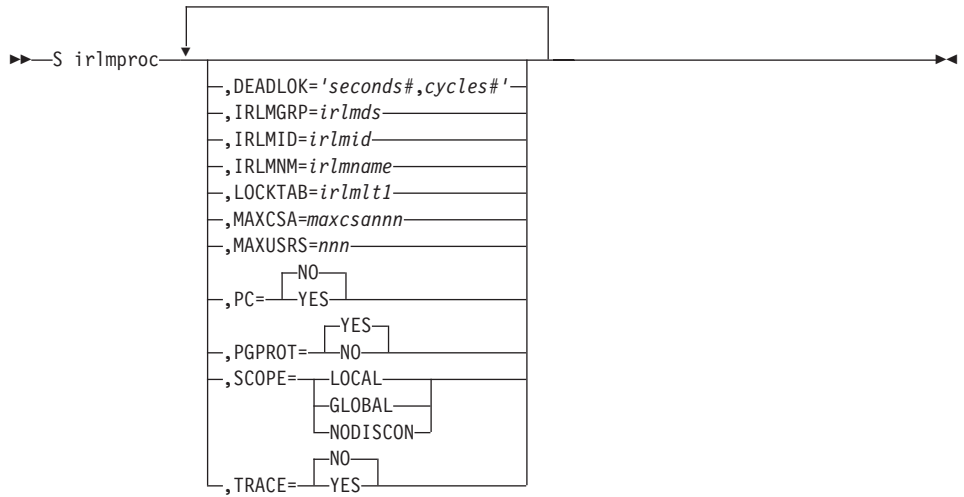 S irlmproc
,DEADLOK='seconds#,cycles#'
,IRLMGRP=irlmds
,IRLMID=irlmid
,IRLMNM=irlmname
,LOCKTAB=irlmlt1
,MAXCSA=maxcsannn
,MAXUSRS=nnn
NO
,PC= YES
YES
,PGPROT= NO
,SCOPE= LOCAL
GLOBAL
NODISCON
NO
,TRACE= YES